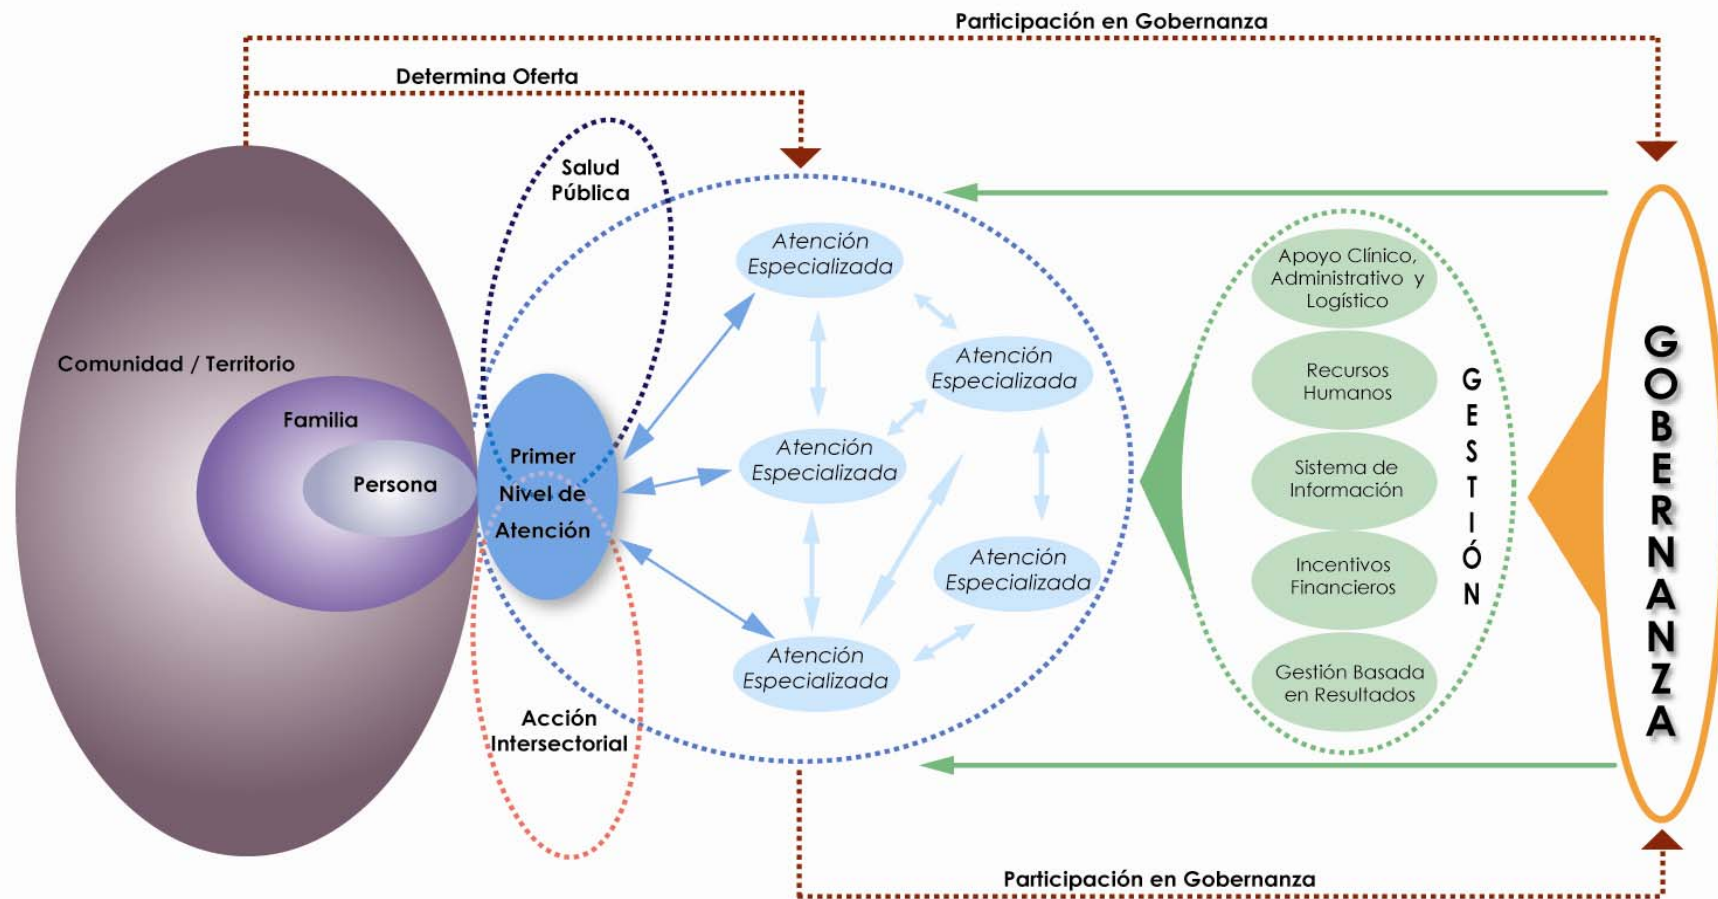 Participación en Gobernanza
Determina Oferta
Salud
Pública
Comunidad / Territorio
Familia
Persona
Primer
Nivel de
Atención
Acción
Intersectorial
Atención
Especializada
Atención
Especializada
Atención
Especializada
Atención
Especializada
Atención
Especializada
Apoyo Clínico,
Administrativo y
Logístico
Recursos
Humanos
Sistema de
Información
Incentivos
Financieros
Gestión Basada
en Resultados
GESTIÓN
GOBERNANZA
Participación en Gobernanza